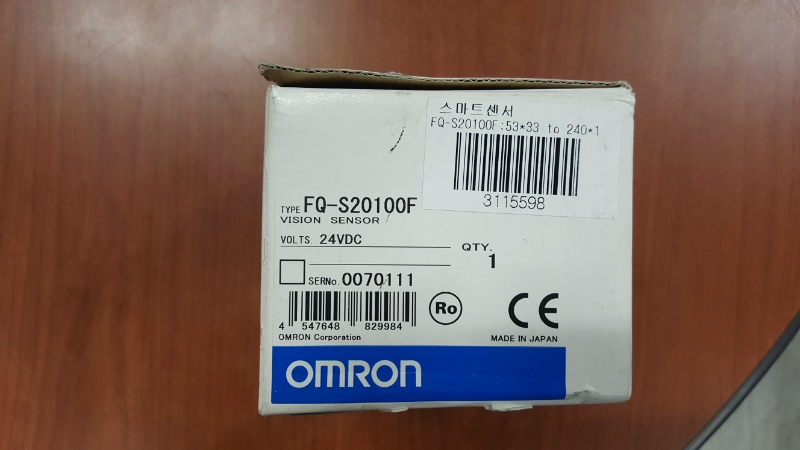 스마트센서
FQ-S20100F:53*33 to 240*1
3115598
TYPE FQ-S20100F
VISION SENSOR
VOLTS 24VDC
QTY. 1
SERNo. 0070111
4 547648 829984
Ro
CE
OMRON Corporation
MADE IN JAPAN
OMRON